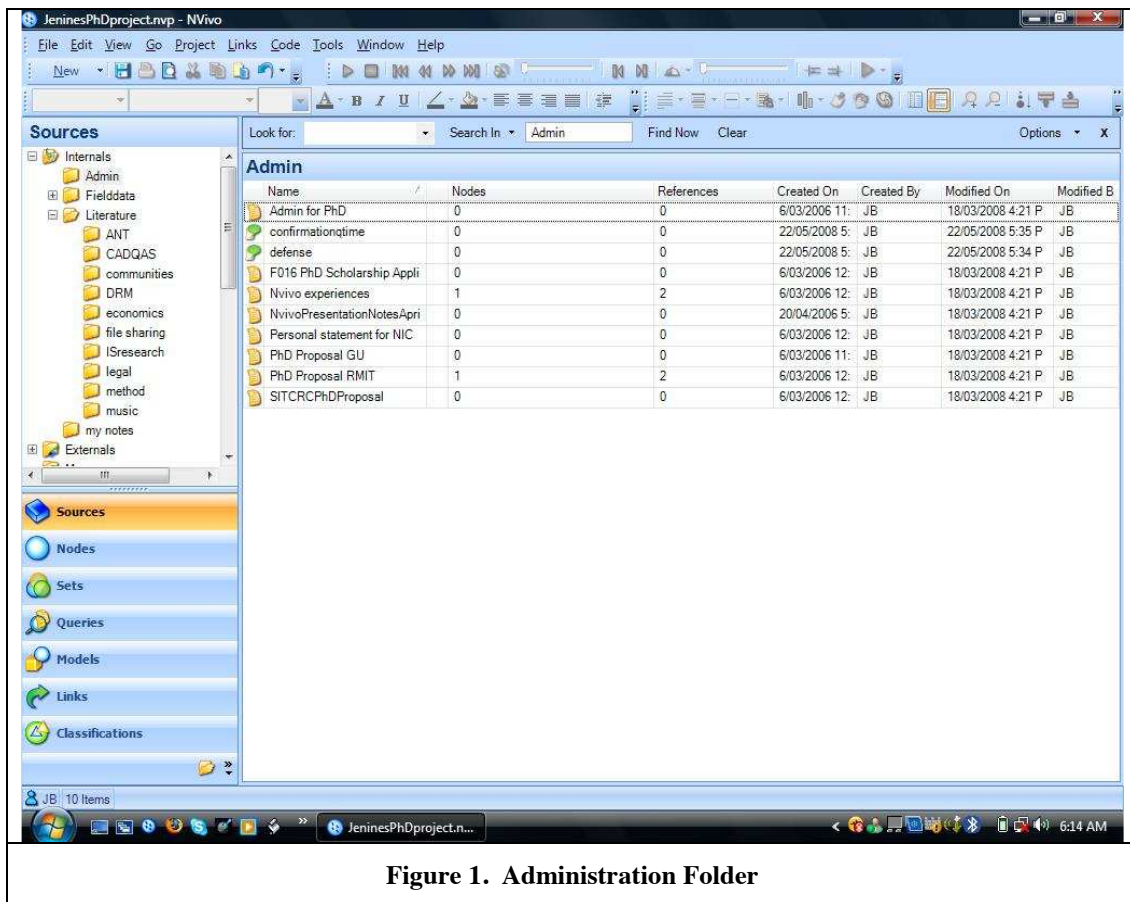 JeninesPhDproject.nvp - NVivo
File Edit View Go Project Links Code Tools Window Help
New
A B I U
Sources
Look for: Search In Admin Find Now Clear Options x
Internals
Admin
Fielddata
Literature
ANT
CADQAS
communities
DRM
economics
file sharing
ISresearch
legal
method
music
my notes
Externals
Admin
Name Nodes References Created On Created By Modified On Modified B
Admin for PhD 0 0 6/03/2006 11: JB 18/03/2008 4:21 P JB
confirmationqtime 0 0 22/05/2008 5: JB 22/05/2008 5:35 P JB
defense 0 0 22/05/2008 5: JB 22/05/2008 5:34 P JB
F016 PhD Scholarship Appli 0 0 6/03/2006 12: JB 18/03/2008 4:21 P JB
Nvivo experiences 1 2 6/03/2006 12: JB 18/03/2008 4:21 P JB
NvivoPresentationNotesApri 0 0 20/04/2006 5: JB 18/03/2008 4:21 P JB
Personal statement for NIC 0 0 6/03/2006 12: JB 18/03/2008 4:21 P JB
PhD Proposal GU 0 0 6/03/2006 11: JB 18/03/2008 4:21 P JB
PhD Proposal RMIT 1 2 6/03/2006 12: JB 18/03/2008 4:21 P JB
SITCRCPhDProposal 0 0 6/03/2006 12: JB 18/03/2008 4:21 P JB
Sources
Nodes
Sets
Queries
Models
Links
Classifications
JB 10 Items
JeninesPhDproject.n... 6:14 AM
Figure 1. Administration Folder